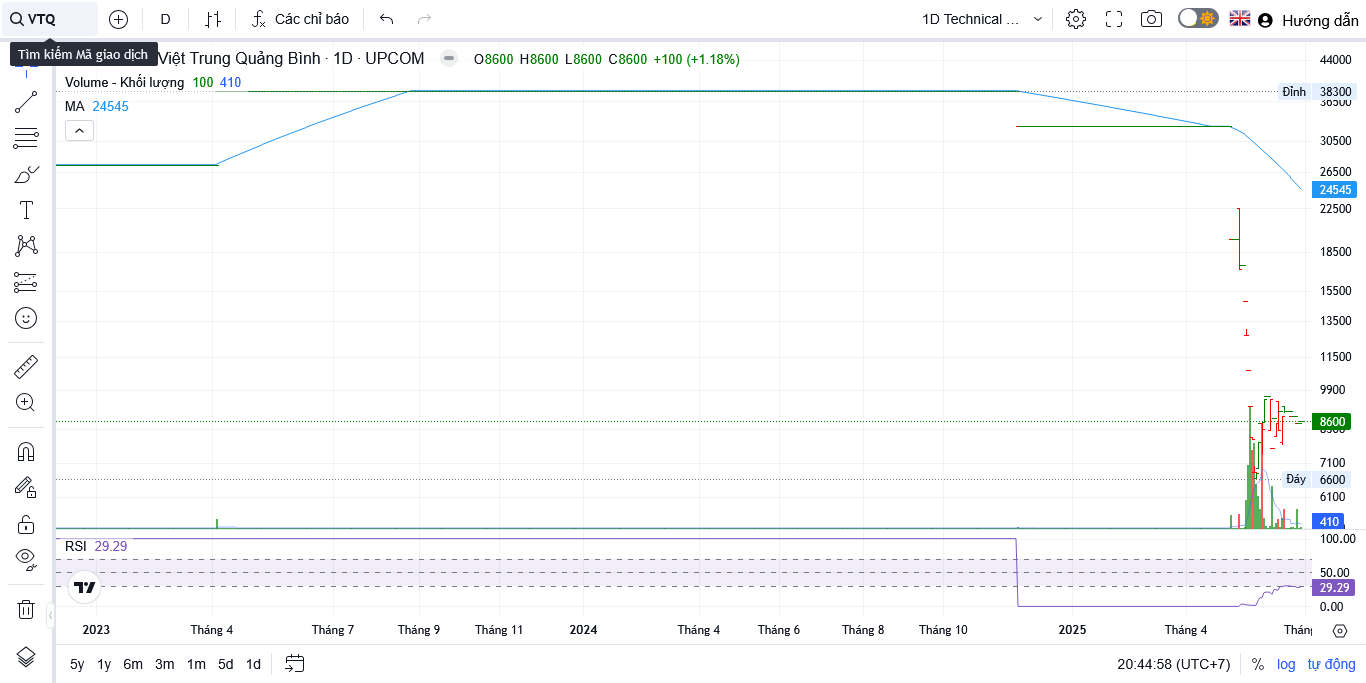 VTQ
D
Các chỉ báo
1D Technical ...
Hướng dẫn
Tìm kiếm Mã giao dịch
Việt Trung Quảng Bình · 1D · UPCOM
O8600 H8600 L8600 C8600 +100 (+1.18%)
Volume - Khối lượng 100 410
MA 24545
44000
Đỉnh 38300
36500
30500
26500
24545
22500
18500
15500
13500
11500
9900
8600
8500
7100
Đáy 6600
6100
410
RSI 29.29
100.00
50.00
29.29
0.00
2023 Tháng 4 Tháng 7 Tháng 9 Tháng 11 2024 Tháng 4 Tháng 6 Tháng 8 Tháng 10 2025 Tháng 4 Thán
5y 1y 6m 3m 1m 5d 1d
20:44:58 (UTC+7) % log tự động